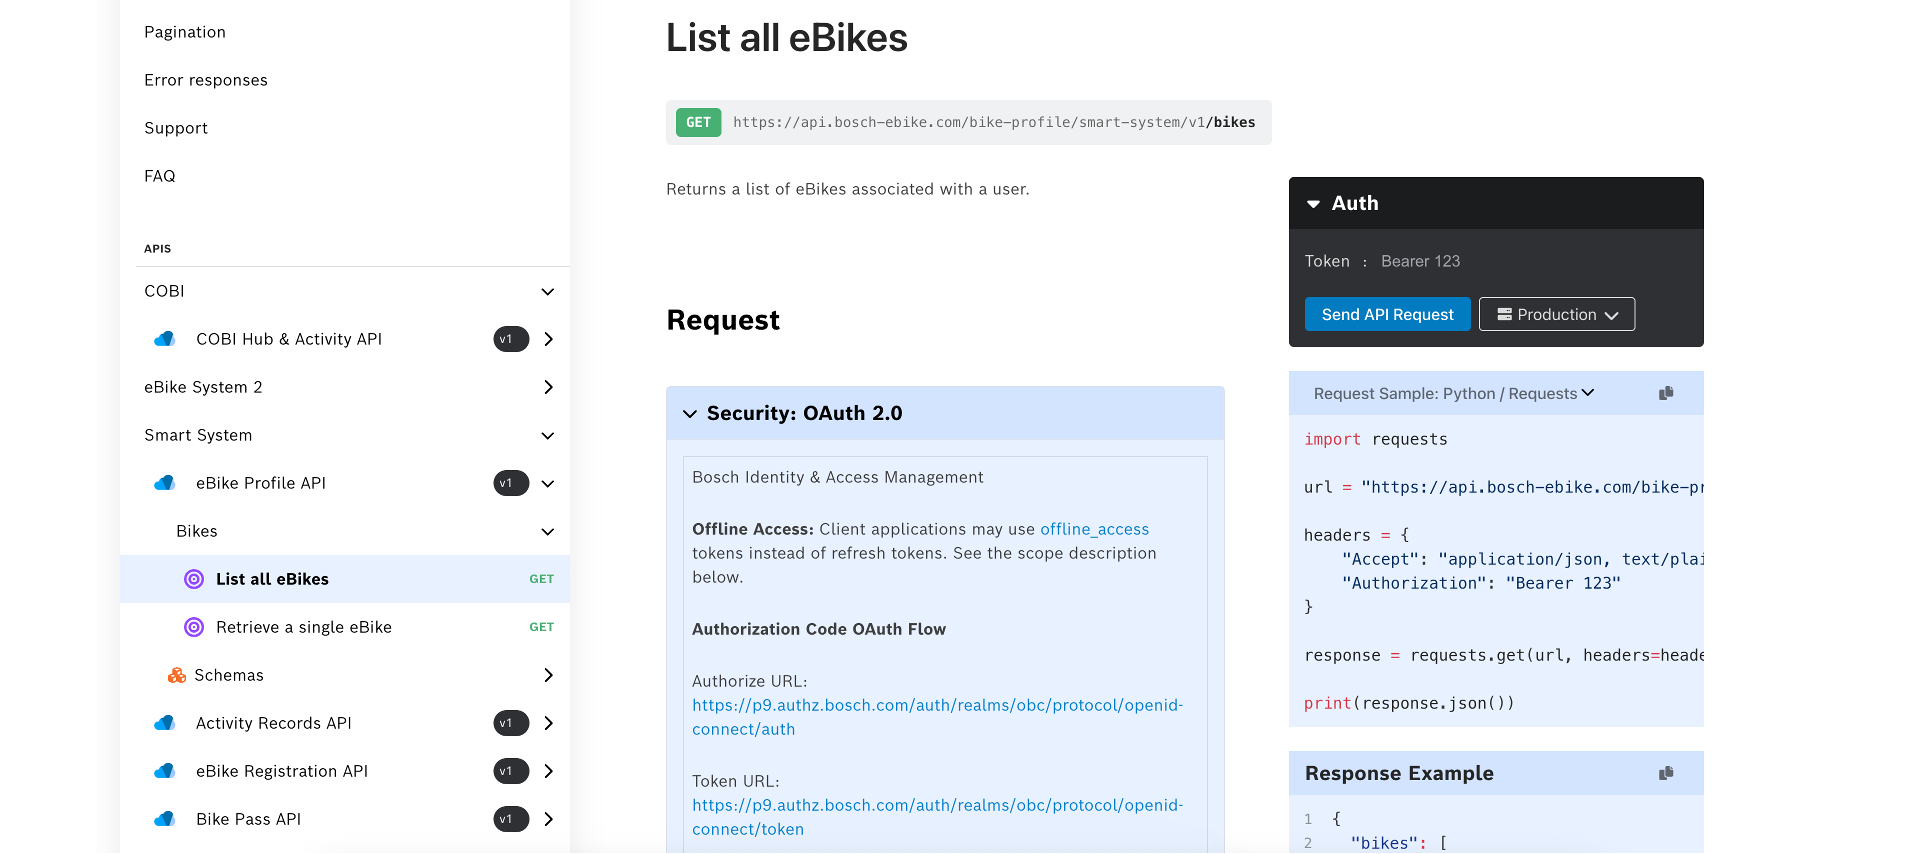 Pagination
Error responses
Support
FAQ
APIS
COBI
COBI Hub & Activity API v1
eBike System 2
Smart System
eBike Profile API v1
Bikes
List all eBikes GET
Retrieve a single eBike GET
Schemas
Activity Records API v1
eBike Registration API v1
Bike Pass API v1
List all eBikes
GET https://api.bosch-ebike.com/bike-profile/smart-system/v1/bikes
Returns a list of eBikes associated with a user.
Request
Security: OAuth 2.0
Bosch Identity & Access Management
Offline Access: Client applications may use offline_access
tokens instead of refresh tokens. See the scope description
below.
Authorization Code OAuth Flow
Authorize URL:
https://p9.authz.bosch.com/auth/realms/obc/protocol/openid-
connect/auth
Token URL:
https://p9.authz.bosch.com/auth/realms/obc/protocol/openid-
connect/token
Auth
Token : Bearer 123
Send API Request Production
Request Sample: Python / Requests
import requests
url = "https://api.bosch-ebike.com/bike-pr
headers = {
"Accept": "application/json, text/plai
"Authorization": "Bearer 123"
}
response = requests.get(url, headers=heade
print(response.json())
Response Example
1 {
2 "bikes": [